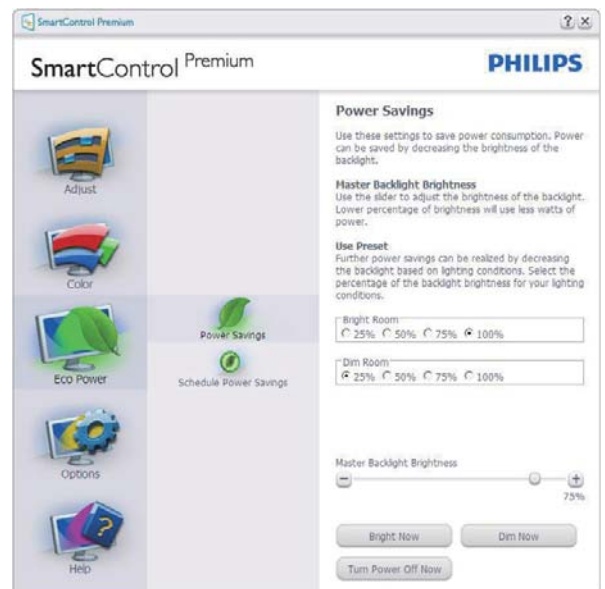 SmartControl Premium
SmartControl Premium
PHILIPS
Adjust
Color
Eco Power
Options
Help
Power Savings
Schedule Power Savings
Power Savings
Use these settings to save power consumption. Power
can be saved by decreasing the brightness of the
backlight.
Master Backlight Brightness
Use the slider to adjust the brightness of the backlight.
Lower percentage of brightness will use less watts of
power.
Use Preset
Further power savings can be realized by decreasing
the backlight based on lighting conditions. Select the
percentage of the backlight brightness for your lighting
conditions.
Bright Room
25% 50% 75% 100%
Dim Room
25% 50% 75% 100%
Master Backlight Brightness
75%
Bright Now Dim Now
Turn Power Off Now